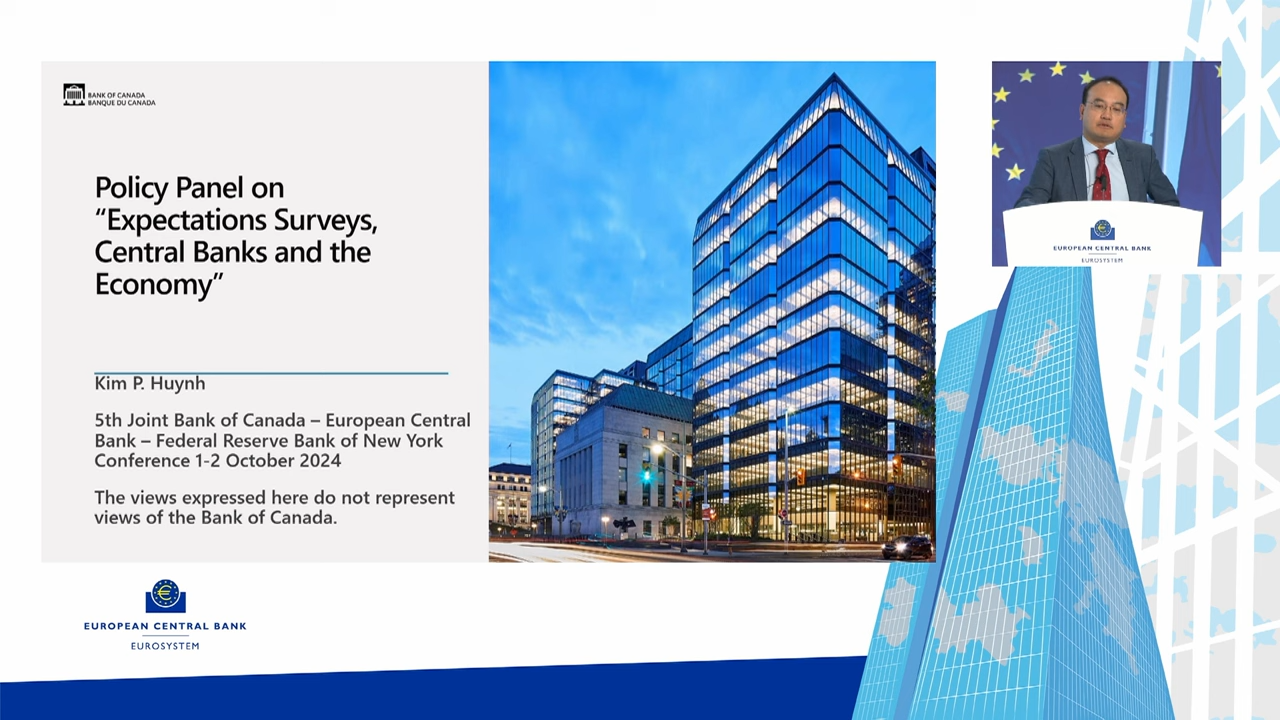 BANK OF CANADA
BANQUE DU CANADA
Policy Panel on
“Expectations Surveys,
Central Banks and the
Economy”
Kim P. Huynh
5th Joint Bank of Canada – European Central
Bank – Federal Reserve Bank of New York
Conference 1-2 October 2024
The views expressed here do not represent
views of the Bank of Canada.
EUROPEAN CENTRAL BANK
EUROSYSTEM
EUROPEAN CENTRAL BANK
EUROSYSTEM